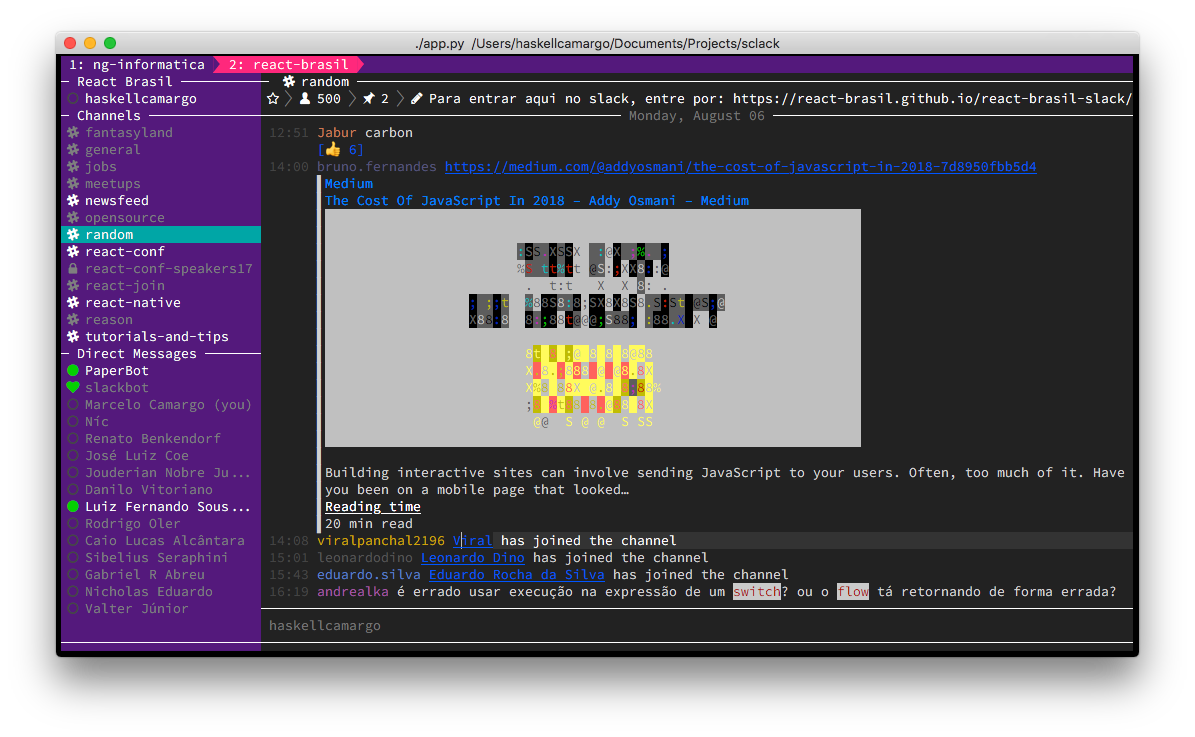 ./app.py /Users/haskellcamargo/Documents/Projects/sclack
1: ng-informatica 2: react-brasil
React Brasil
haskellcamargo
Channels
fantasyland
general
jobs
meetups
newsfeed
opensource
random
react-conf
react-conf-speakers17
react-join
react-native
reason
tutorials-and-tips
Direct Messages
PaperBot
slackbot
Marcelo Camargo (you)
Nic
Renato Benkendorf
José Luiz Coe
Jouderian Nobre Ju...
Danilo Vitoriano
Luiz Fernando Sous...
Rodrigo Oler
Caio Lucas Alcântara
Sibelius Seraphini
Gabriel R Abreu
Nicholas Eduardo
Valter Júnior
random
500 2 Para entrar aqui no slack, entre por: https://react-brasil.github.io/react-brasil-slack/
Monday, August 06
12:51 Jabur carbon
[👍 6]
14:00 bruno.fernandes https://medium.com/@addyosmani/the-cost-of-javascript-in-2018-7d8950fbb5d4
Medium
The Cost Of JavaScript In 2018 – Addy Osmani – Medium
Building interactive sites can involve sending JavaScript to your users. Often, too much of it. Have
you been on a mobile page that looked…
Reading time
20 min read
14:08 viralpanchal2196 Viral has joined the channel
15:01 leonardodino Leonardo Dino has joined the channel
15:43 eduardo.silva Eduardo Rocha da Silva has joined the channel
16:19 andrealka é errado usar execução na expressão de um switch? ou o flow tá retornando de forma errada?
haskellcamargo